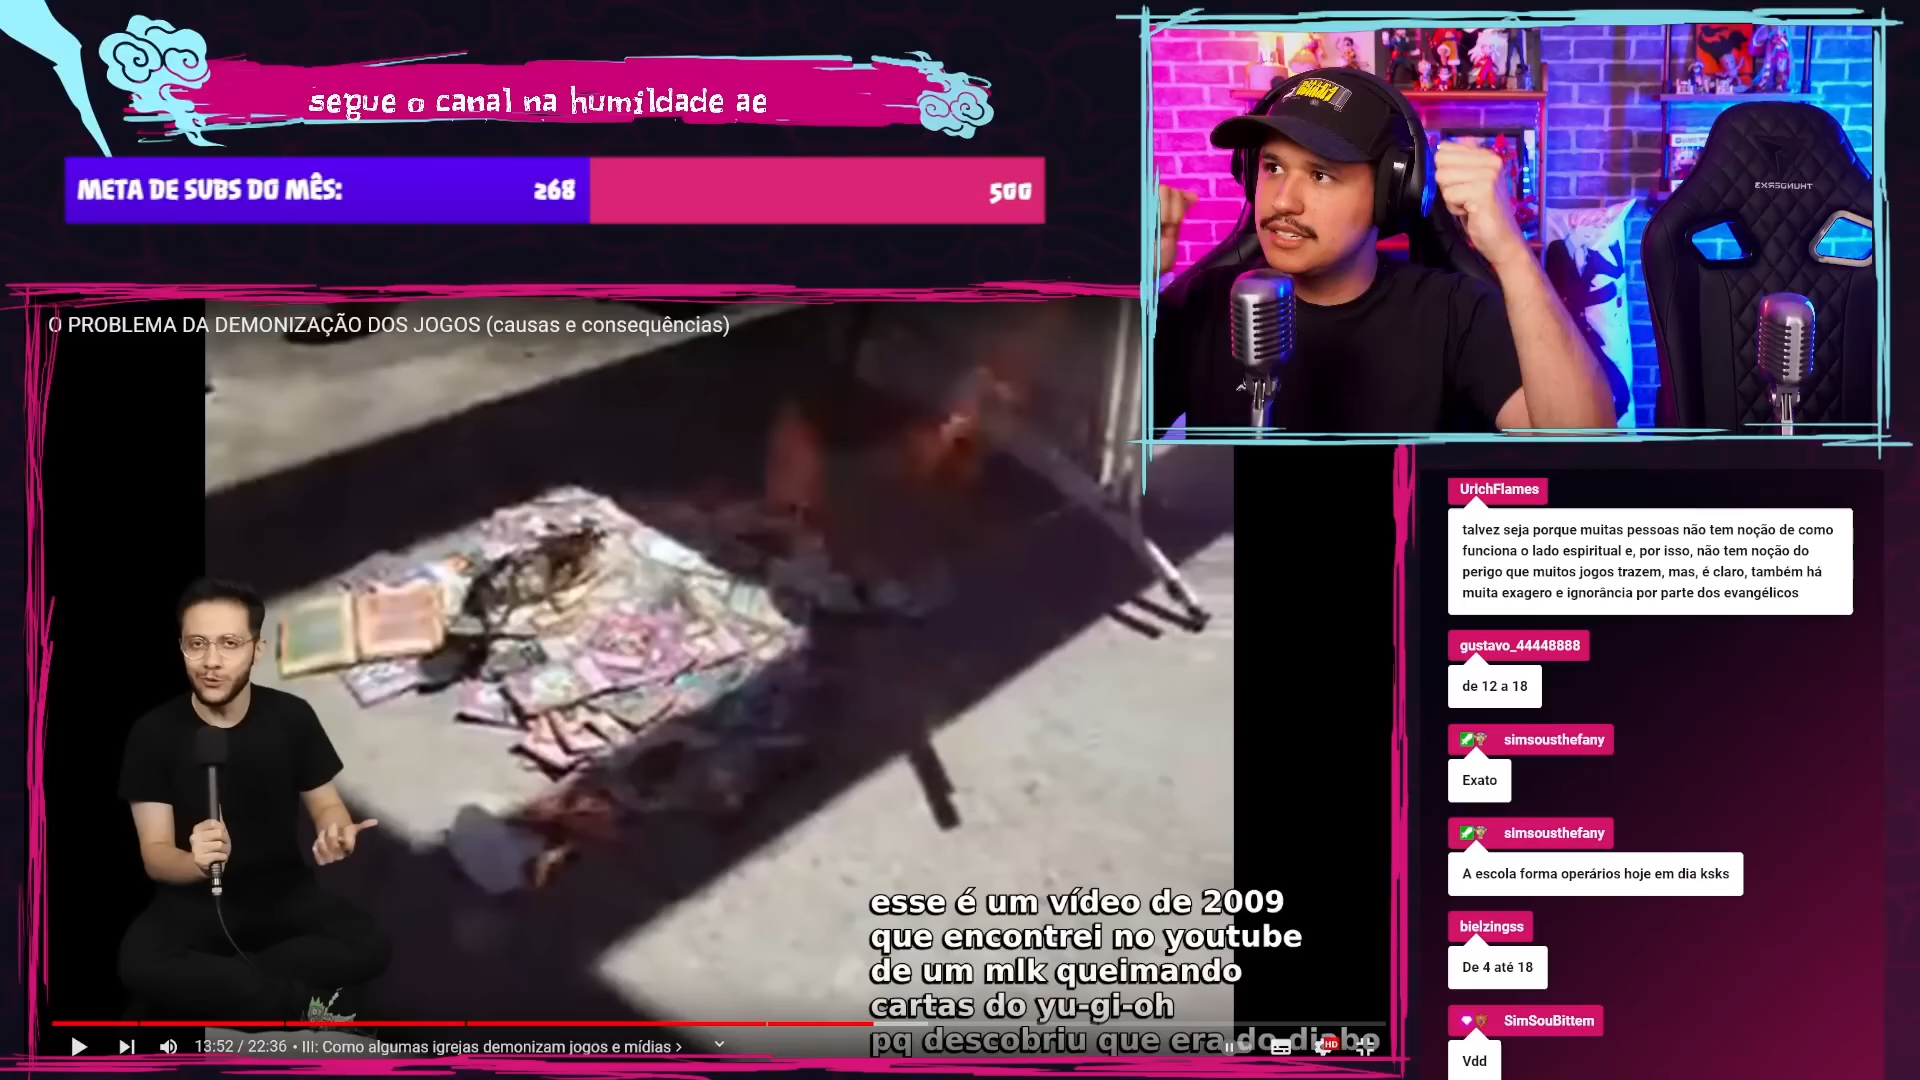 segue o canal na humildade ae
META DE SUBS DO MÊS:
268
500
O PROBLEMA DA DEMONIZAÇÃO DOS JOGOS (causas e consequências)
THUNDERX3
esse é um vídeo de 2009
que encontrei no youtube
de um mlk queimando
cartas do yu-gi-oh
pq descobriu que era do diabo
13:52 / 22:36 • III: Como algumas igrejas demonizam jogos e mídias ›
HD
UrichFlames
talvez seja porque muitas pessoas não tem noção de como
funciona o lado espiritual e, por isso, não tem noção do
perigo que muitos jogos trazem, mas, é claro, também há
muita exagero e ignorância por parte dos evangélicos
gustavo_44448888
de 12 a 18
simsousthefany
Exato
simsousthefany
A escola forma operários hoje em dia ksks
bielzingss
De 4 até 18
SimSouBittem
Vdd